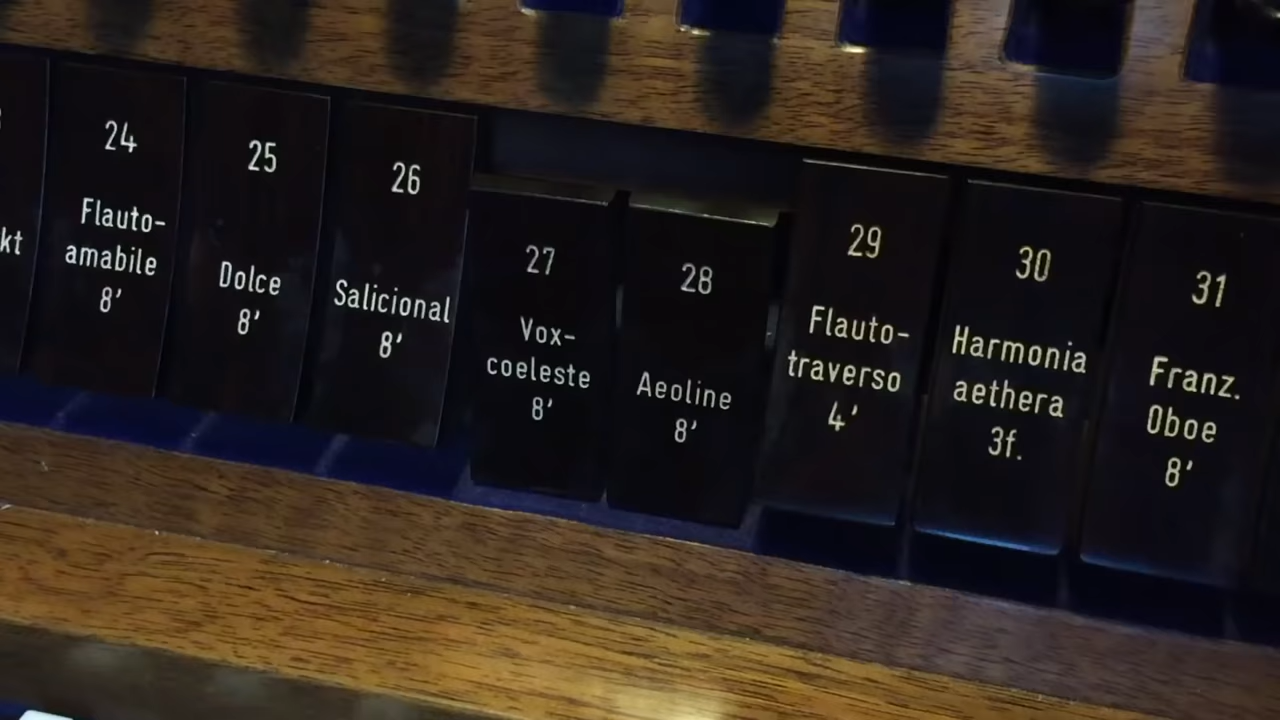 kt
24
Flauto-
amabile
8'
25
Dolce
8'
26
Salicional
8'
27
Vox-
coeleste
8'
28
Aeoline
8'
29
Flauto-
traverso
4'
30
Harmonia
aethera
3f.
31
Franz.
Oboe
8'